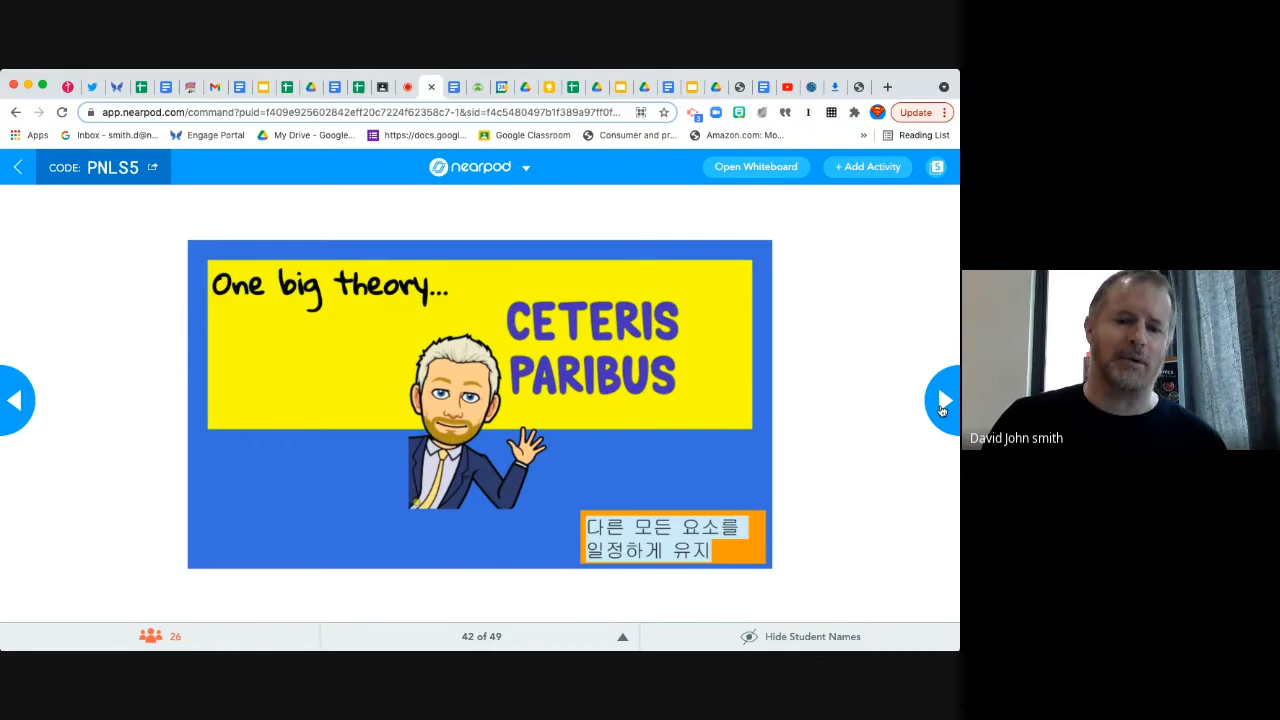 app.nearpod.com/command?puid=f409e925602842eff20c7224f62358c7-1&sid=f4c5480497b1f389a97ff0f...
Update
Apps
Inbox - smith.d@n...
Engage Portal
My Drive - Google...
https://docs.googl...
Google Classroom
Consumer and pr...
Amazon.com: Mo...
»
Reading List
CODE: PNLS5
nearpod
Open Whiteboard
+ Add Activity
S
One big theory...
CETERIS
PARIBUS
다른 모든 요소를
일정하게 유지
David John smith
26
42 of 49
Hide Student Names